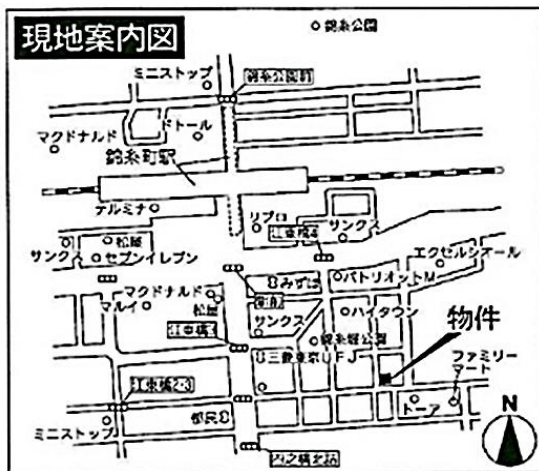 現地案内図
錦糸公園
ミニストップ
錦糸公園前
マクドナルド
ドトール
錦糸町駅
テルミナ
リブロ
江東橋4
サンクス
サンクス
松屋
セブンイレブン
エクセルシオール
駅前
みずほ
パトリオットM
マクドナルド
マルイ
松屋
サンクス
ハイタウン
物件
江東橋
錦糸堀公園
三菱東京UFJ
ファミリー
マート
江東橋2-3
都民
トーア
ミニストップ
N